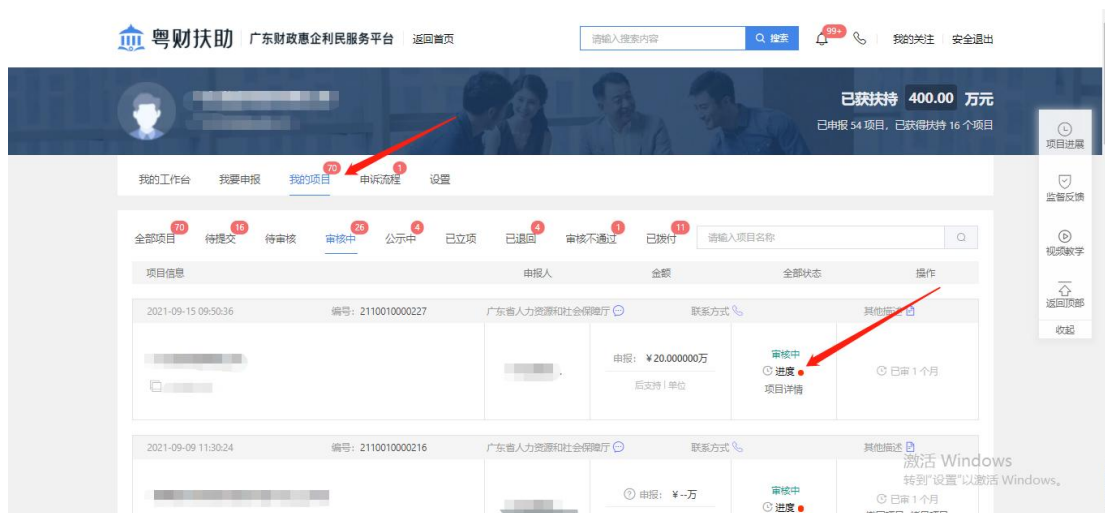 粤财扶助 广东财政惠企利民服务平台 返回首页 请输入搜索内容 搜索 99+ 我的关注 安全退出
已获扶持 400.00 万元
已申报 54 项目，已获得扶持 16 个项目
项目进展
监督反馈
视频教学
返回顶部
收起
我的工作台 我要申报 我的项目 70 申诉流程 1 设置
全部项目 70 待提交 16 待审核 审核中 26 公示中 4 已立项 已退回 4 审核不通过 1 已拨付 11 请输入项目名称
项目信息 申报人 金额 全部状态 操作
2021-09-15 09:50:36 编号：2110010000227 广东省人力资源和社会保障厅 联系方式 其他描述
申报：￥20.000000万
后支持 | 单位
审核中
进度
项目详情
已审 1 个月
2021-09-09 11:30:24 编号：2110010000216 广东省人力资源和社会保障厅 联系方式 其他描述
申报：￥--万
审核中
进度
已审 1 个月
激活 Windows
转到"设置"以激活 Windows。